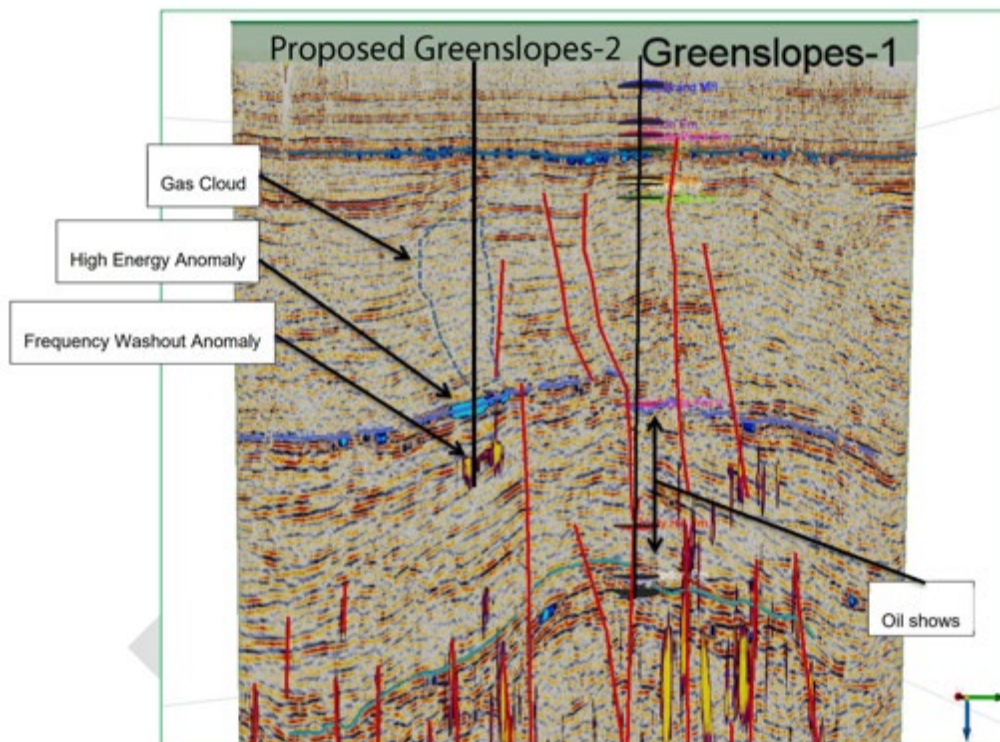 Proposed Greenslopes-2
Greenslopes-1
Gas Cloud
High Energy Anomaly
Frequency Washout Anomaly
Oil shows